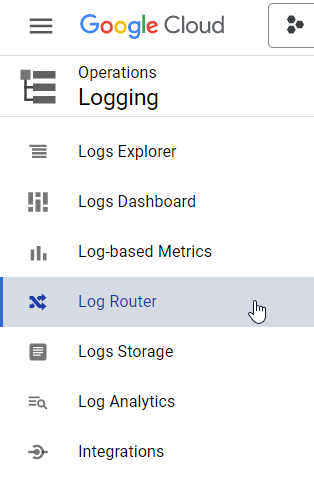 Google Cloud
Operations
Logging
Logs Explorer
Logs Dashboard
Log-based Metrics
Log Router
Logs Storage
Log Analytics
Integrations